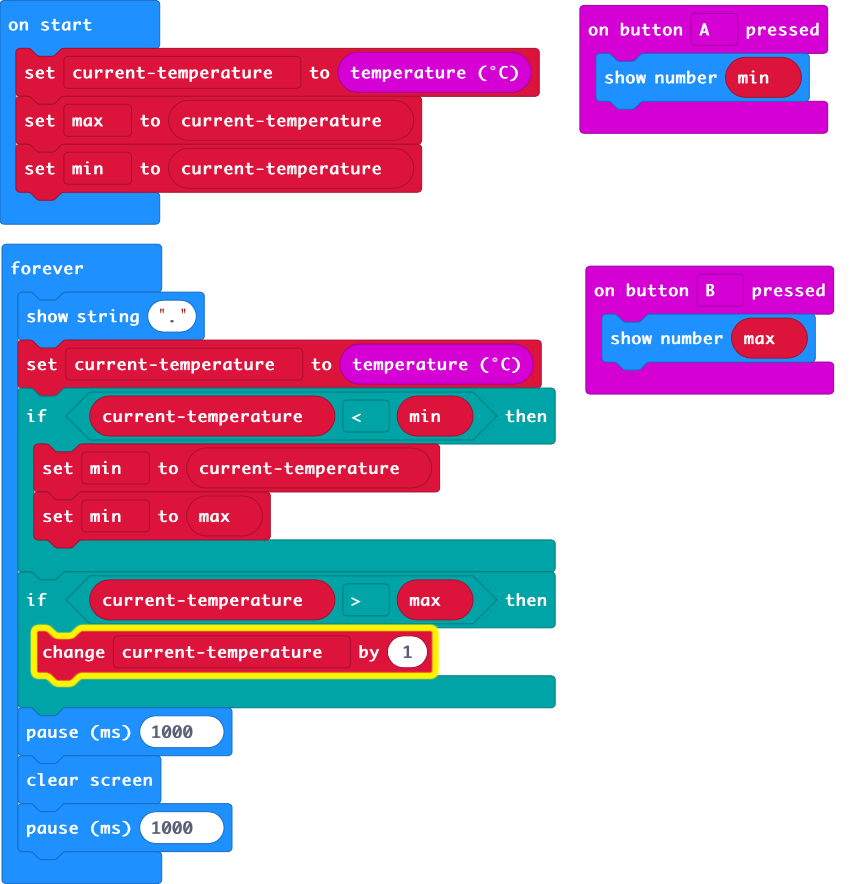 on start
set current-temperature to temperature (°C)
set max to current-temperature
set min to current-temperature
on button A pressed
show number min
forever
show string "."
set current-temperature to temperature (°C)
if current-temperature < min then
set min to current-temperature
set min to max
if current-temperature > max then
change current-temperature by 1
pause (ms) 1000
clear screen
pause (ms) 1000
on button B pressed
show number max